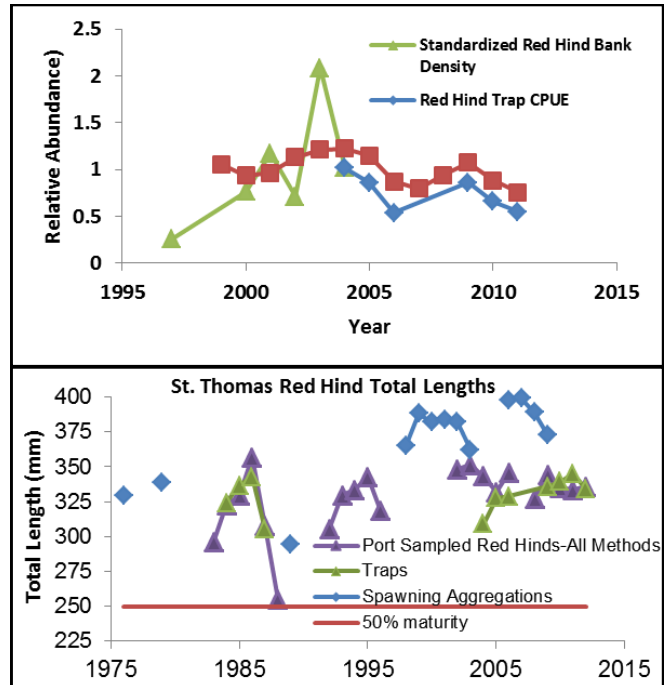 2.5
2
1.5
1
0.5
0
Relative Abundance)
Standardized Red Hind Bank
Density
Red Hind Trap CPUE
1995
2000
2005
2010
2015
Year
St. Thomas Red Hind Total Lengths
400
375
350
325
300
275
250
225
Total Length (mm)
Port Sampled Red Hinds-All Methods
Traps
Spawning Aggregations
50% maturity
1975
1985
1995
2005
2015